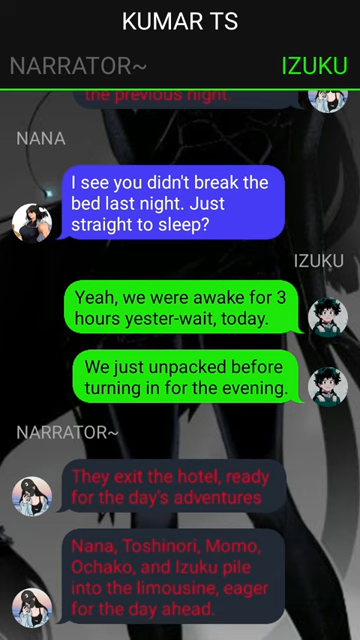 KUMAR TS
NARRATOR~ IZUKU
the previous night.
NANA
I see you didn't break the
bed last night. Just
straight to sleep?
IZUKU
Yeah, we were awake for 3
hours yester-wait, today.
We just unpacked before
turning in for the evening.
NARRATOR~
They exit the hotel, ready
for the day's adventures
Nana, Toshinori, Momo,
Ochako, and Izuku pile
into the limousine, eager
for the day ahead.